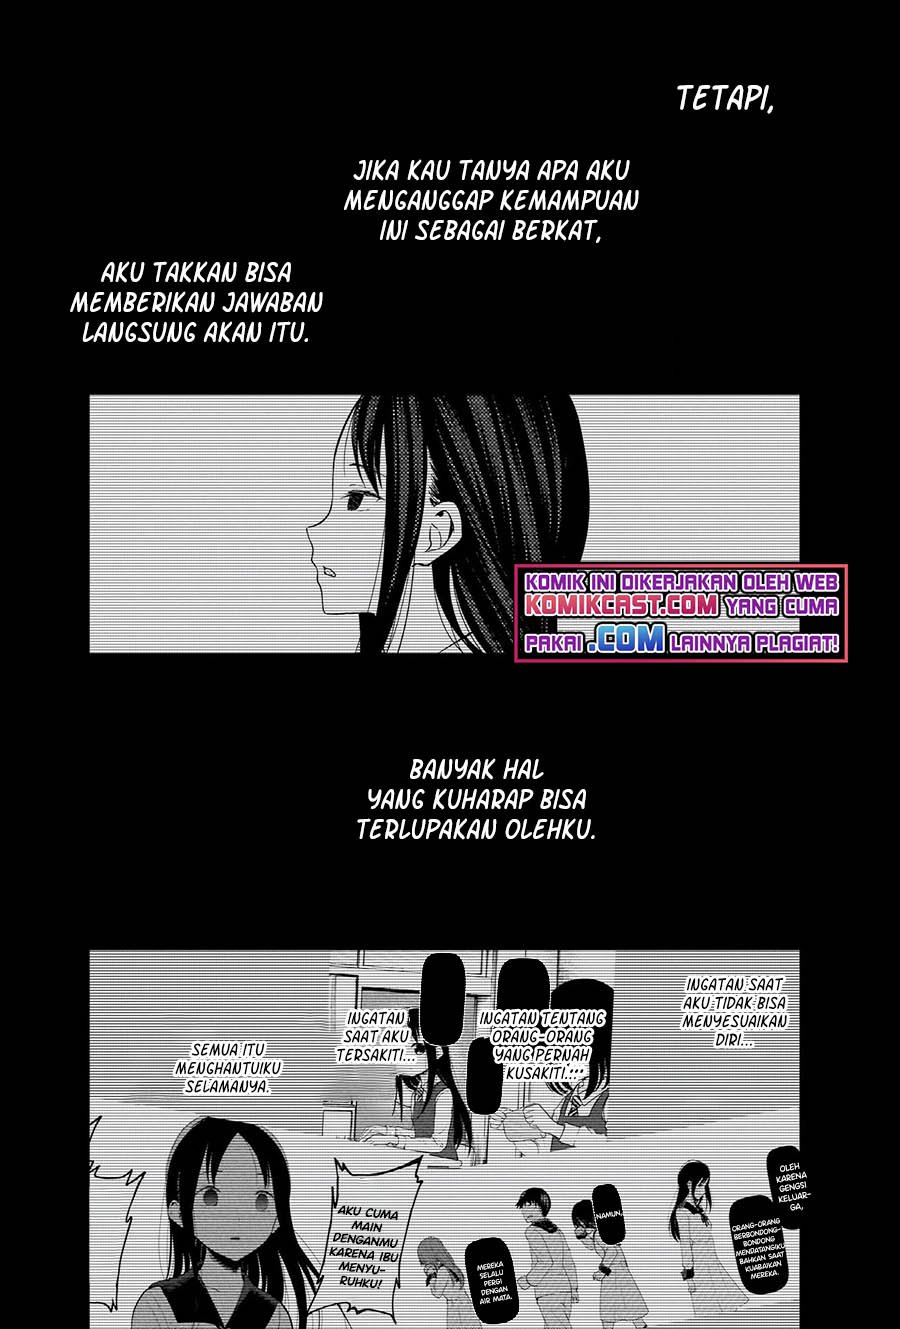 TETAPI,
JIKA KAU TANYA APA AKU
MENGANGGAP KEMAMPUAN
INI SEBAGAI BERKAT,
AKU TAKKAN BISA
MEMBERIKAN JAWABAN
LANGSUNG AKAN ITU.
KOMIK INI DIKERJAKAN OLEH WEB
KOMIKCAST.COM YANG CUMA
PAKAI .COM LAINNYA PLAGIAT!
BANYAK HAL
YANG KUHARAP BISA
TERLUPAKAN OLEHKU.
INGATAN SAAT
AKU TIDAK BISA
MENYESUAIKAN
DIRI...
INGATAN TENTANG
ORANG-ORANG
YANG PERNAH
KUSAKITI...
INGATAN
SAAT AKU
TERSAKITI...
SEMUA ITU
MENGHANTUIKU
SELAMANYA.
OLEH
KARENA
GENGSI
KELUAR-
GA,
ORANG-ORANG
BERBONDONG-
BONDONG
MENDATANGIKU
BAHKAN SAAT
KUABAIKAN
MEREKA.
NAMUN,
MEREKA
SELALU
PERGI
DENGAN
AIR MATA.
AKU CUMA
MAIN
DENGANMU
KARENA IBU
MENYU-
RUHKU!